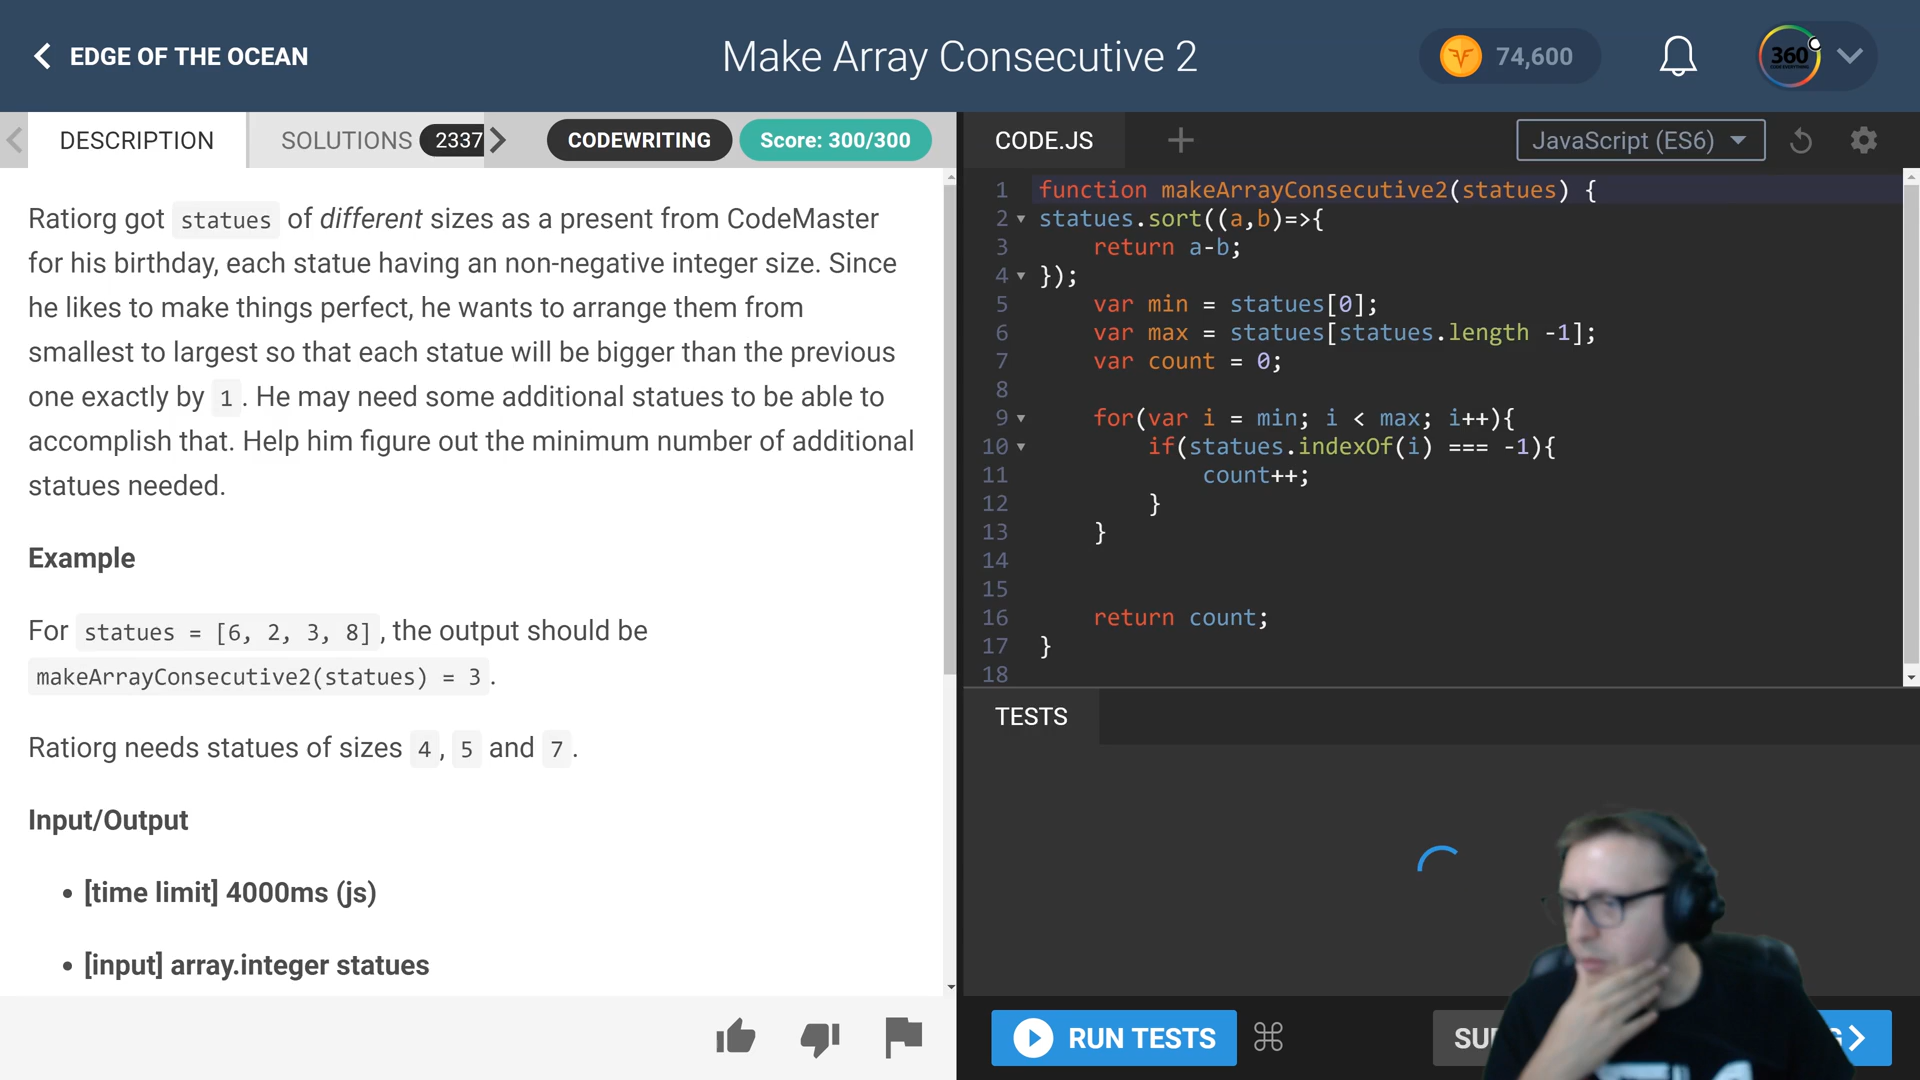 EDGE OF THE OCEAN
Make Array Consecutive 2
74,600
360
DESCRIPTION
SOLUTIONS 2337
CODEWRITING
Score: 300/300
Ratiorg got statues of different sizes as a present from CodeMaster
for his birthday, each statue having an non-negative integer size. Since
he likes to make things perfect, he wants to arrange them from
smallest to largest so that each statue will be bigger than the previous
one exactly by 1. He may need some additional statues to be able to
accomplish that. Help him figure out the minimum number of additional
statues needed.
Example
For statues = [6, 2, 3, 8], the output should be
makeArrayConsecutive2(statues) = 3.
Ratiorg needs statues of sizes 4, 5 and 7.
Input/Output
• [time limit] 4000ms (js)
• [input] array.integer statues
CODE.JS
JavaScript (ES6)
1 function makeArrayConsecutive2(statues) {
2 statues.sort((a,b)=>{
3 return a-b;
4 });
5 var min = statues[0];
6 var max = statues[statues.length -1];
7 var count = 0;
8
9 for(var i = min; i < max; i++){
10 if(statues.indexOf(i) === -1){
11 count++;
12 }
13 }
14
15
16 return count;
17 }
18
TESTS
RUN TESTS